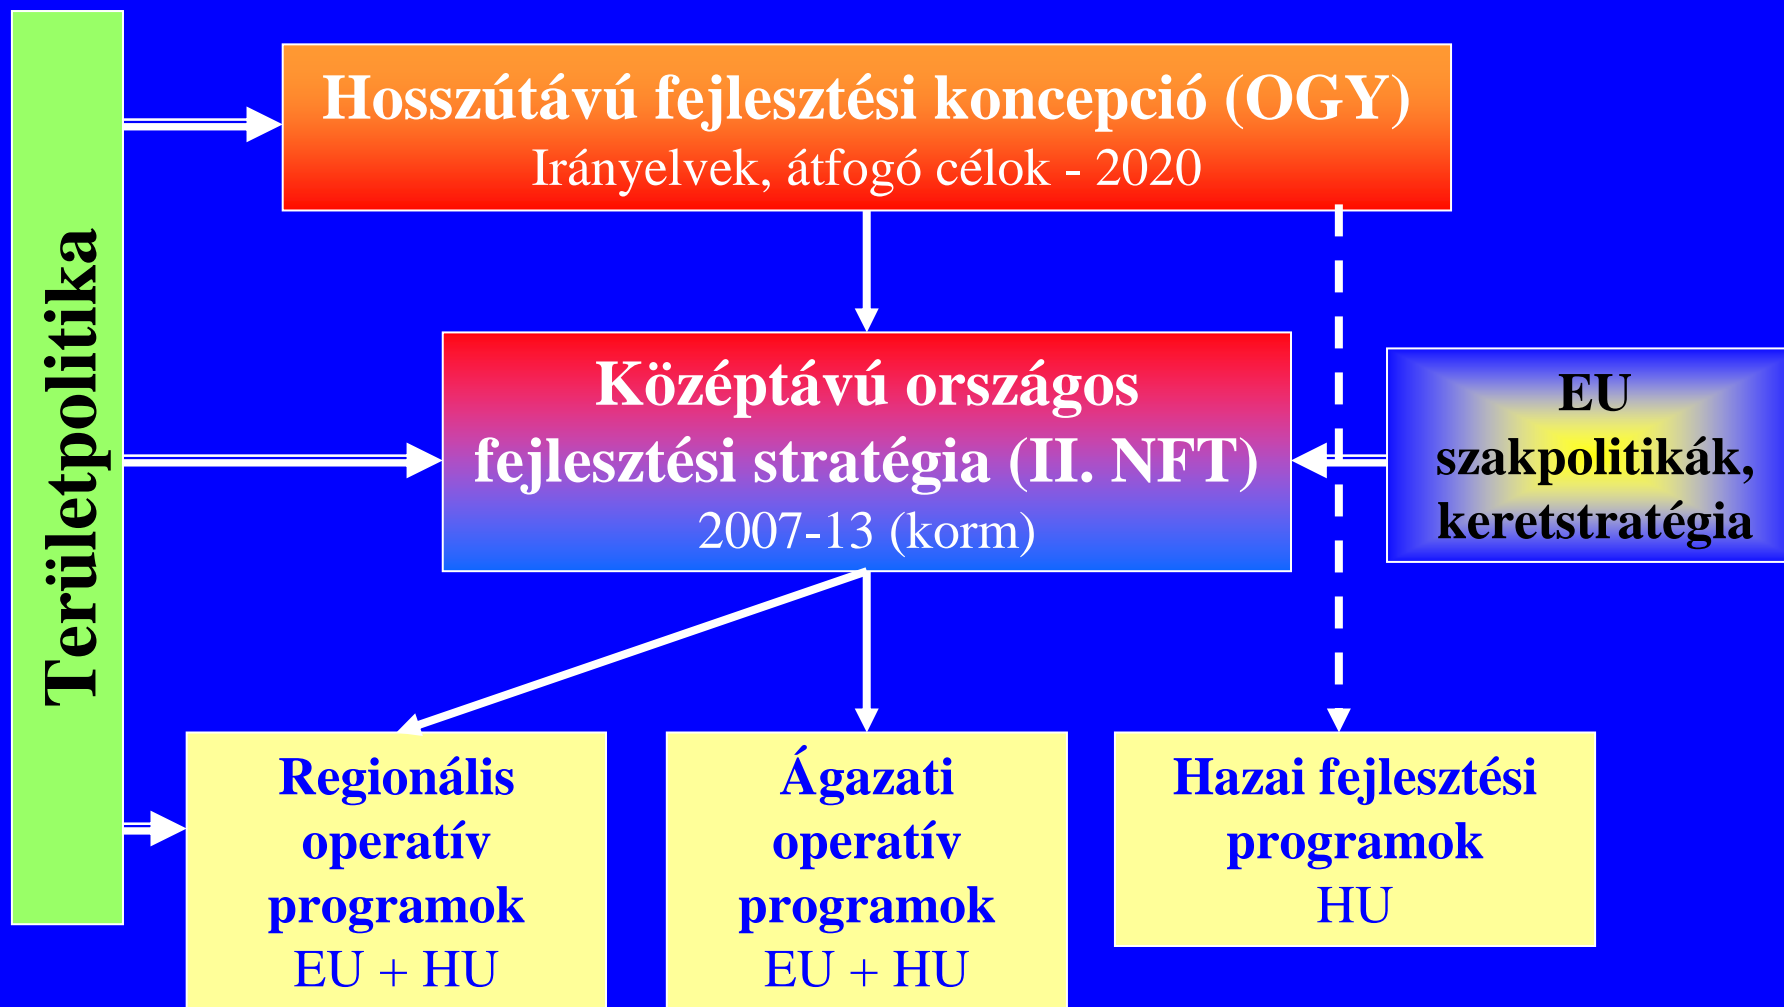 Területpolitika
Hosszútávú fejlesztési koncepció (OGY)
Irányelvek, átfogó célok - 2020
Középtávú országos
fejlesztési stratégia (II. NFT)
2007-13 (korm)
EU
szakpolitikák,
keretstratégia
Regionális
operatív
programok
EU + HU
Ágazati
operatív
programok
EU + HU
Hazai fejlesztési
programok
HU